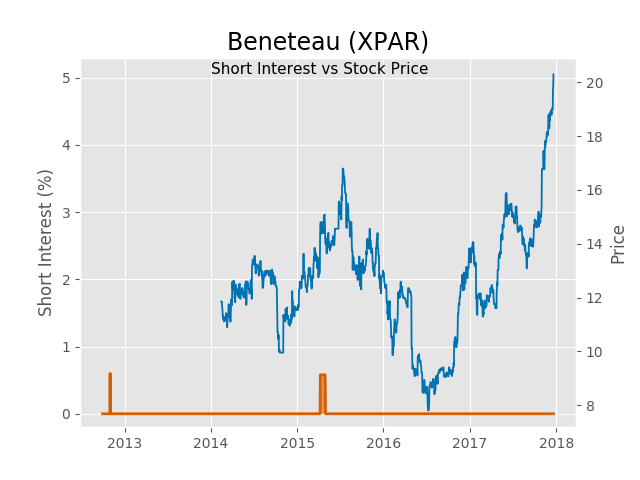 Beneteau (XPAR)
Short Interest vs Stock Price
Short Interest (%)
5
4
3
2
1
0
20
18
16
14
12
10
8
Price
2013 2014 2015 2016 2017 2018